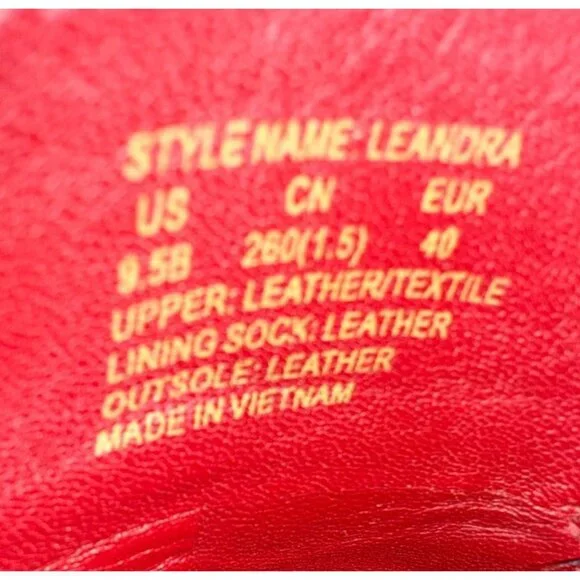 STYLE NAME: LEANDRA
US CN EUR
9.5B 260(1.5) 40
UPPER: LEATHER/TEXTILE
LINING SOCK: LEATHER
OUTSOLE: LEATHER
MADE IN VIETNAM